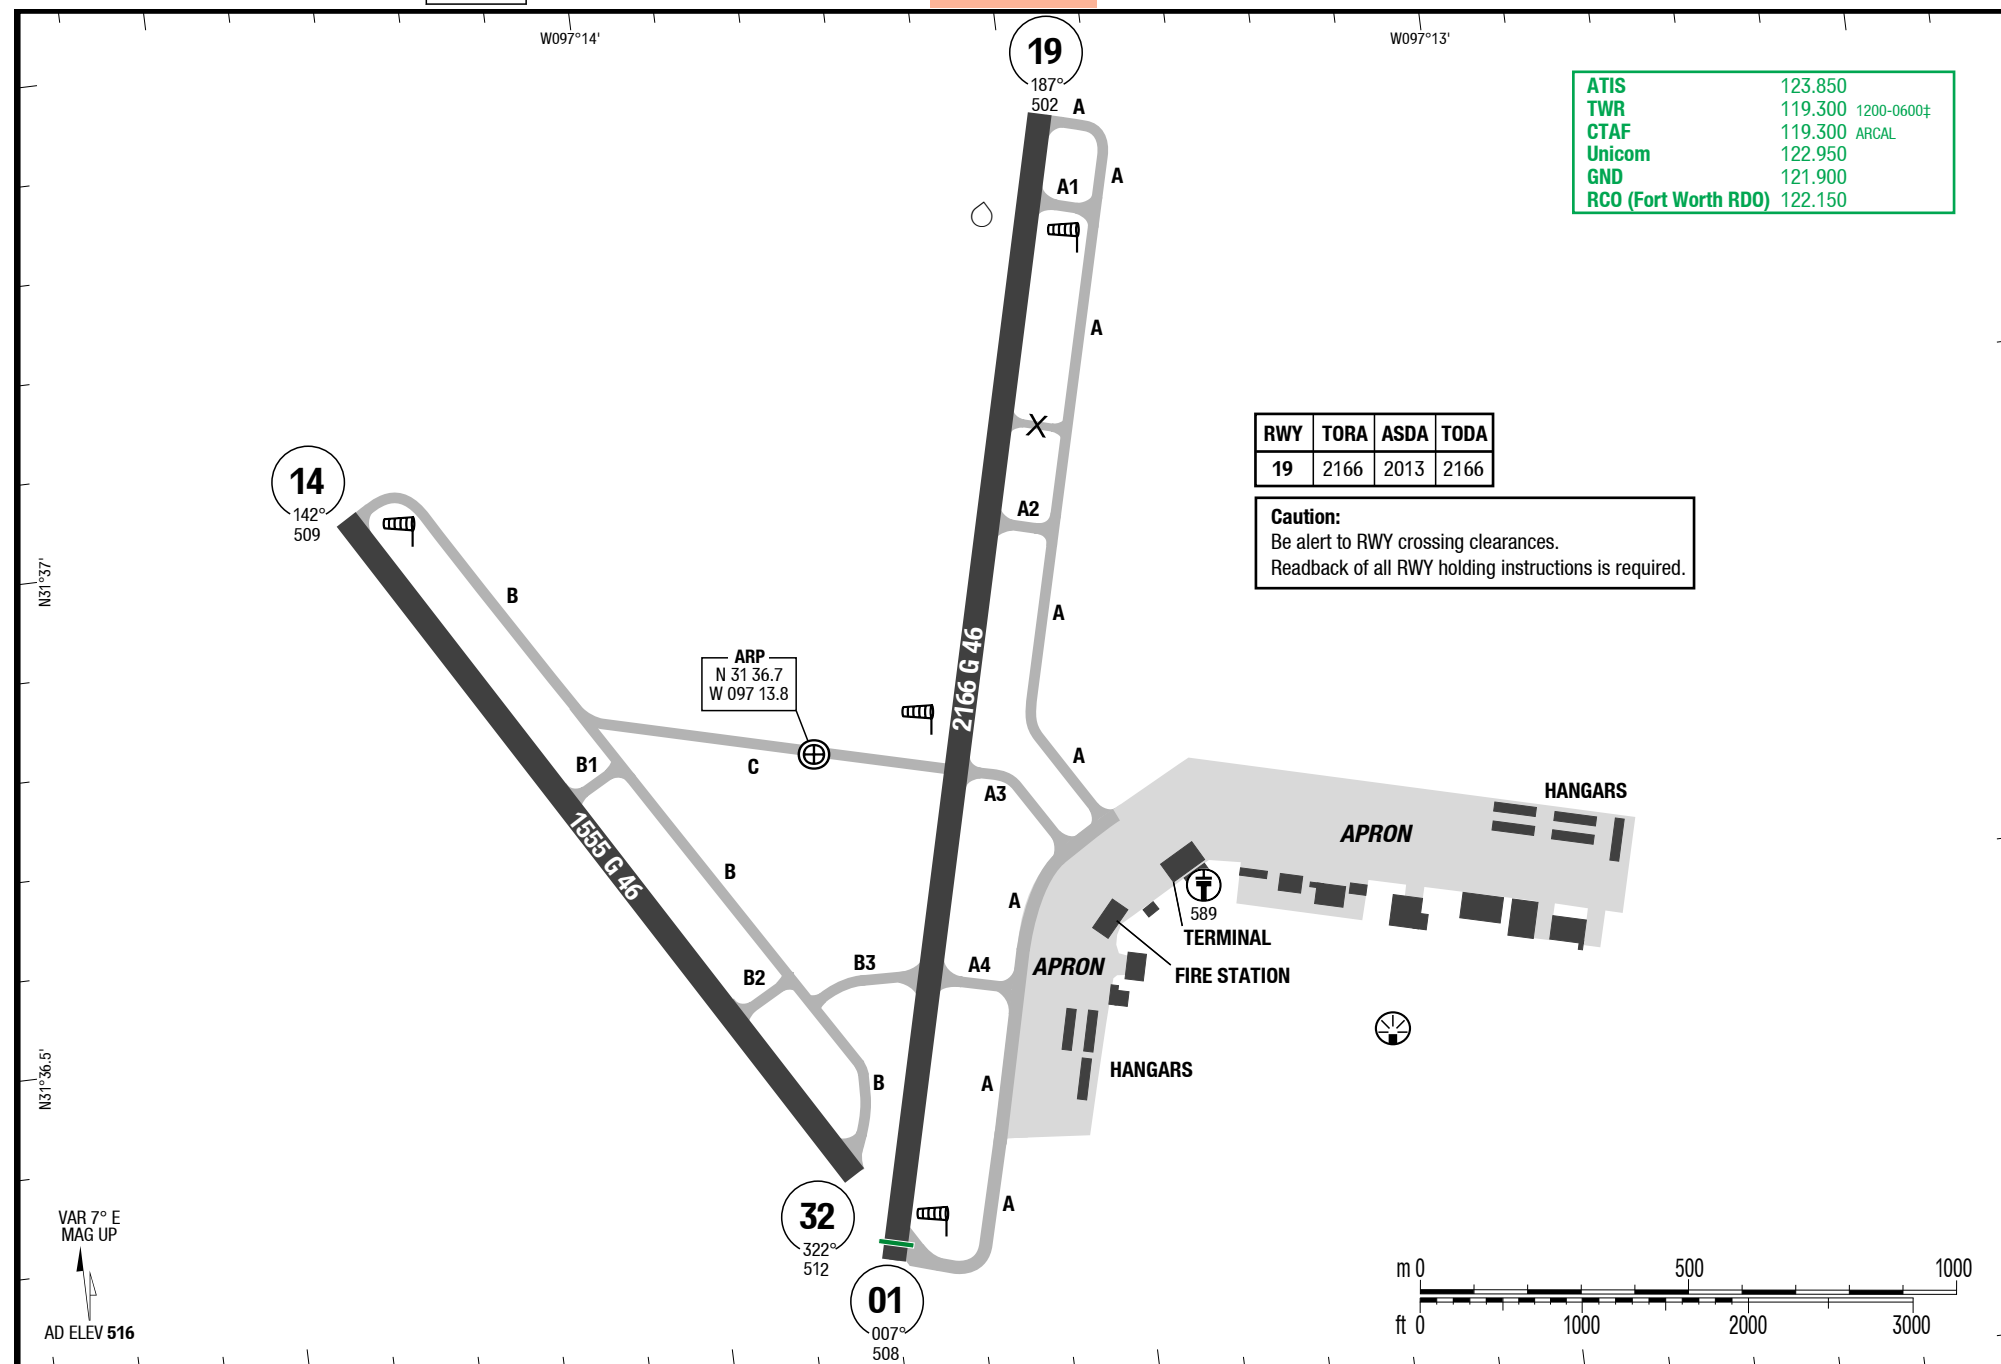 W097°14'
W097°13'
19
187°
502
A
A
A1
A
ATIS 123.850
TWR 119.300 1200-0600‡
CTAF 119.300 ARCAL
Unicom 122.950
GND 121.900
RCO (Fort Worth RDO) 122.150
X
RWY TORA ASDA TODA
19 2166 2013 2166
14
142°
509
A2
Caution:
Be alert to RWY crossing clearances.
Readback of all RWY holding instructions is required.
N31°37'
B
A
2166 G 46
ARP
N 31 36.7
W 097 13.8
A
B1
C
A3
HANGARS
APRON
1555 G 46
B
A
589
TERMINAL
B3
A4
APRON
B2
FIRE STATION
HANGARS
N31°36.5'
B
A
A
VAR 7° E
MAG UP
AD ELEV 516
32
322°
512
01
007°
508
m 0 500 1000
ft 0 1000 2000 3000